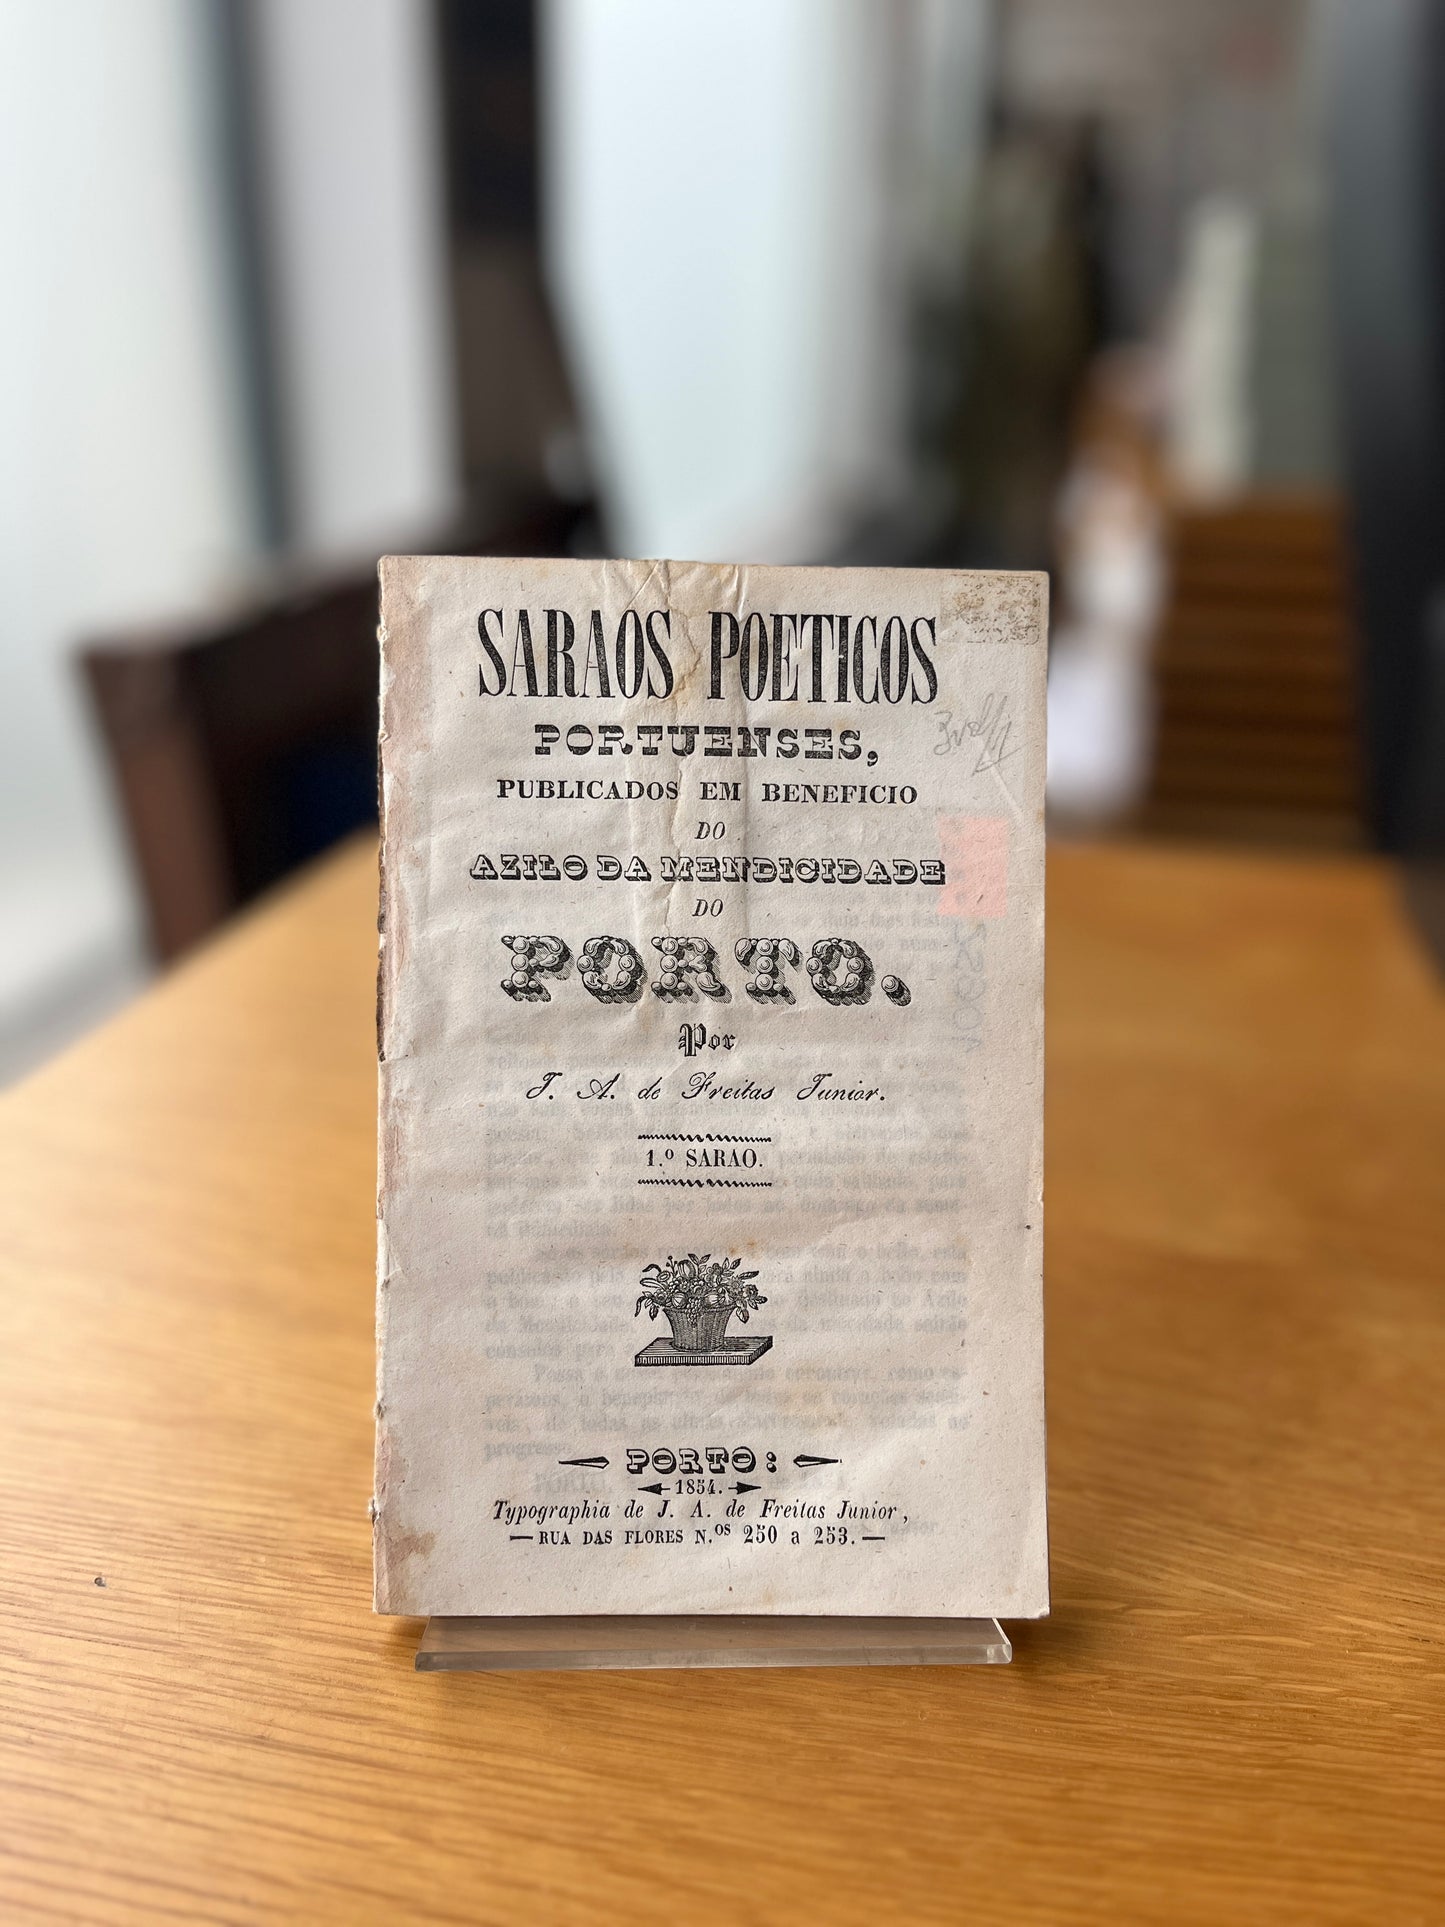 SARAOS POETICOS
PORTUENSES,
PUBLICADOS EM BENEFICIO
DO
AZILO DA MENDICIDADE
DO
PORTO.
Por
J. A. de Freitas Junior.
1.º SARAO.
PORTO:
1854.
Typographia de J. A. de Freitas Junior,
— RUA DAS FLORES N.OS 250 a 253. —